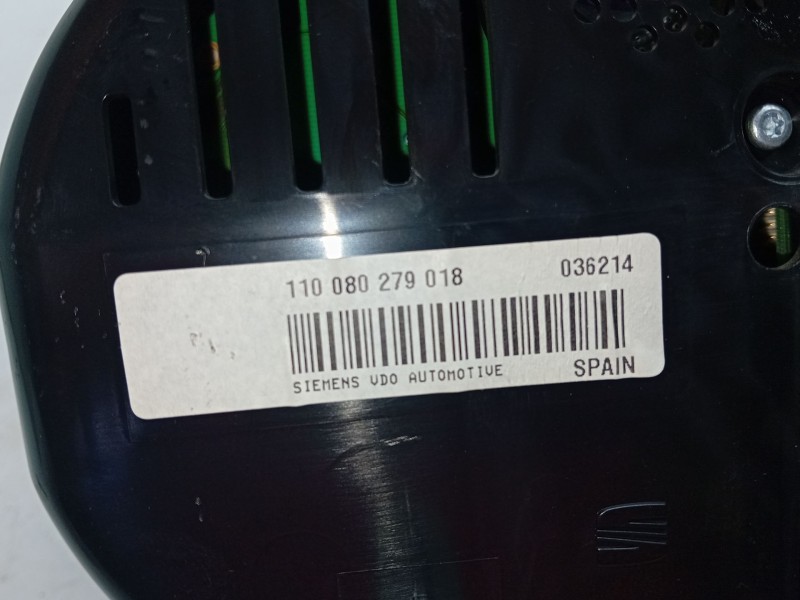 110 080 279 018 036214
SIEMENS VDO AUTOMOTIVE SPAIN